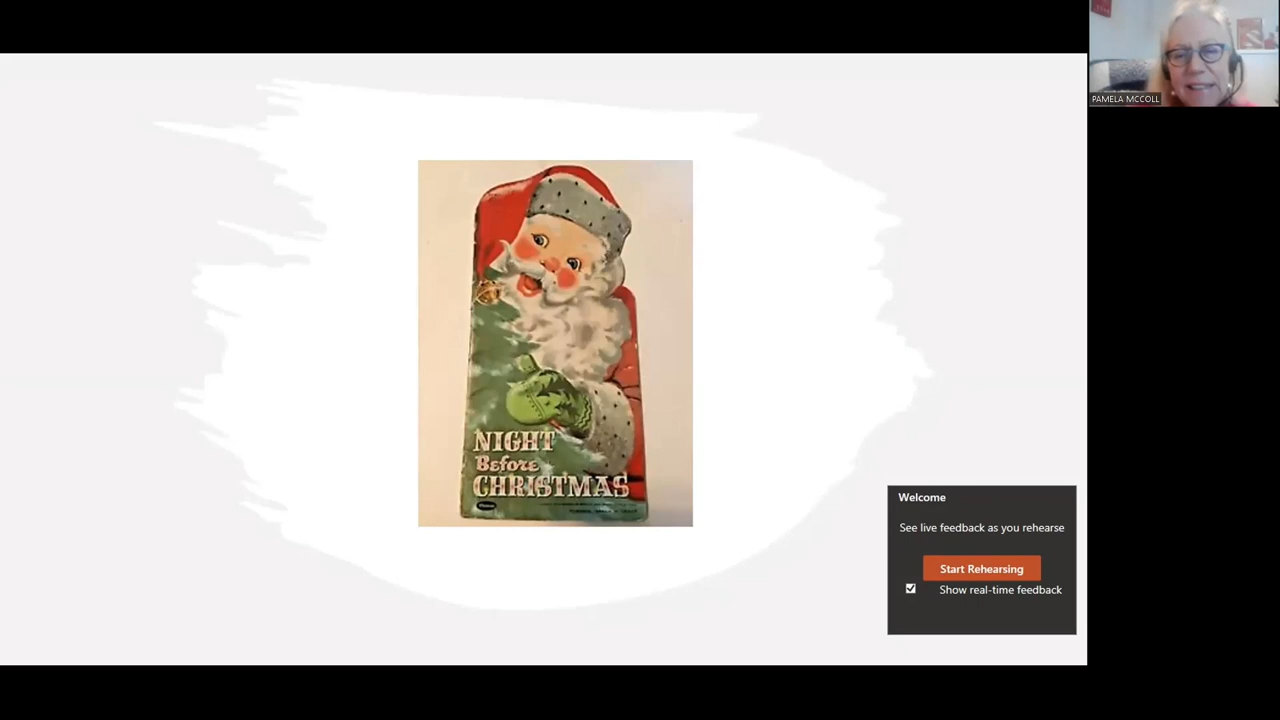 PAMELA MCCOLL
NIGHT
Before
CHRISTMAS
Welcome
See live feedback as you rehearse
Start Rehearsing
Show real-time feedback